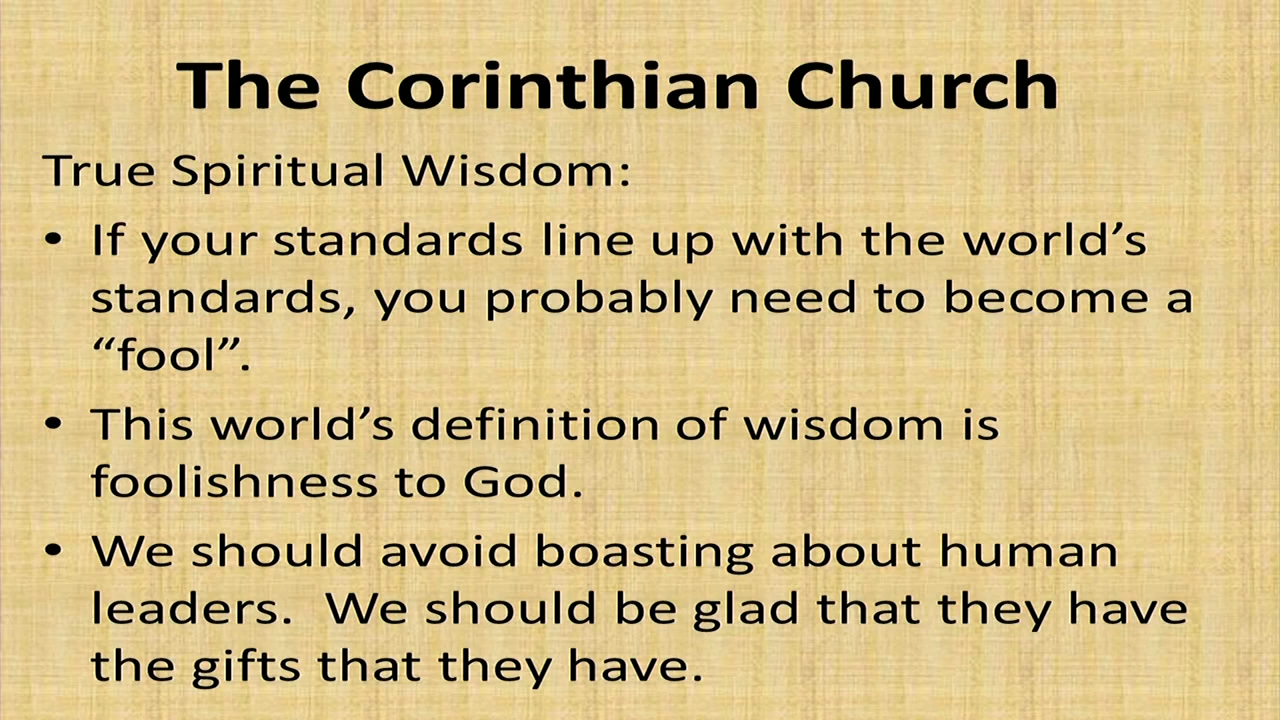 The Corinthian Church
True Spiritual Wisdom:
• If your standards line up with the world’s
standards, you probably need to become a
“fool”.
• This world’s definition of wisdom is
foolishness to God.
• We should avoid boasting about human
leaders.  We should be glad that they have
the gifts that they have.